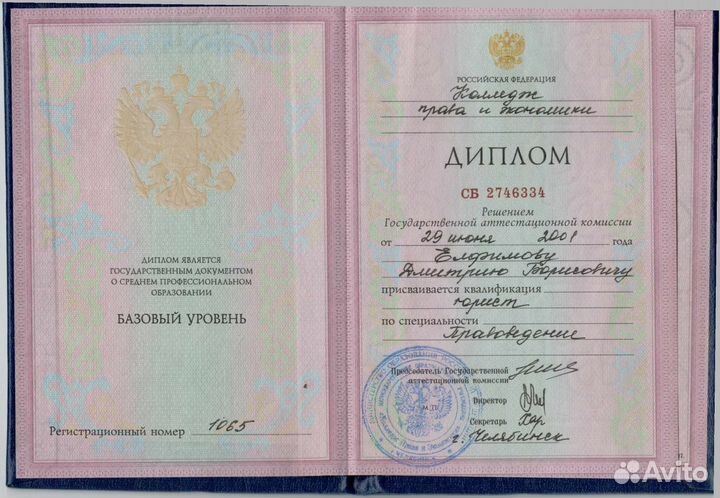 ДИПЛОМ ЯВЛЯЕТСЯ
ГОСУДАРСТВЕННЫМ ДОКУМЕНТОМ
О СРЕДНЕМ ПРОФЕССИОНАЛЬНОМ
ОБРАЗОВАНИИ
БАЗОВЫЙ УРОВЕНЬ
Регистрационный номер 1065
РОССИЙСКАЯ ФЕДЕРАЦИЯ
Колледж
права и экономики
ДИПЛОМ
СБ 2746334
Решением
Государственной аттестационной комиссии
от 29 июня 2001 года
Елфимову
Дмитрию Борисовичу
присваивается квалификация
юрист
по специальности
Правоведение
Председатель Государственной
аттестационной комиссии
Директор
М.П.
Секретарь
г. Челябинск
Avito